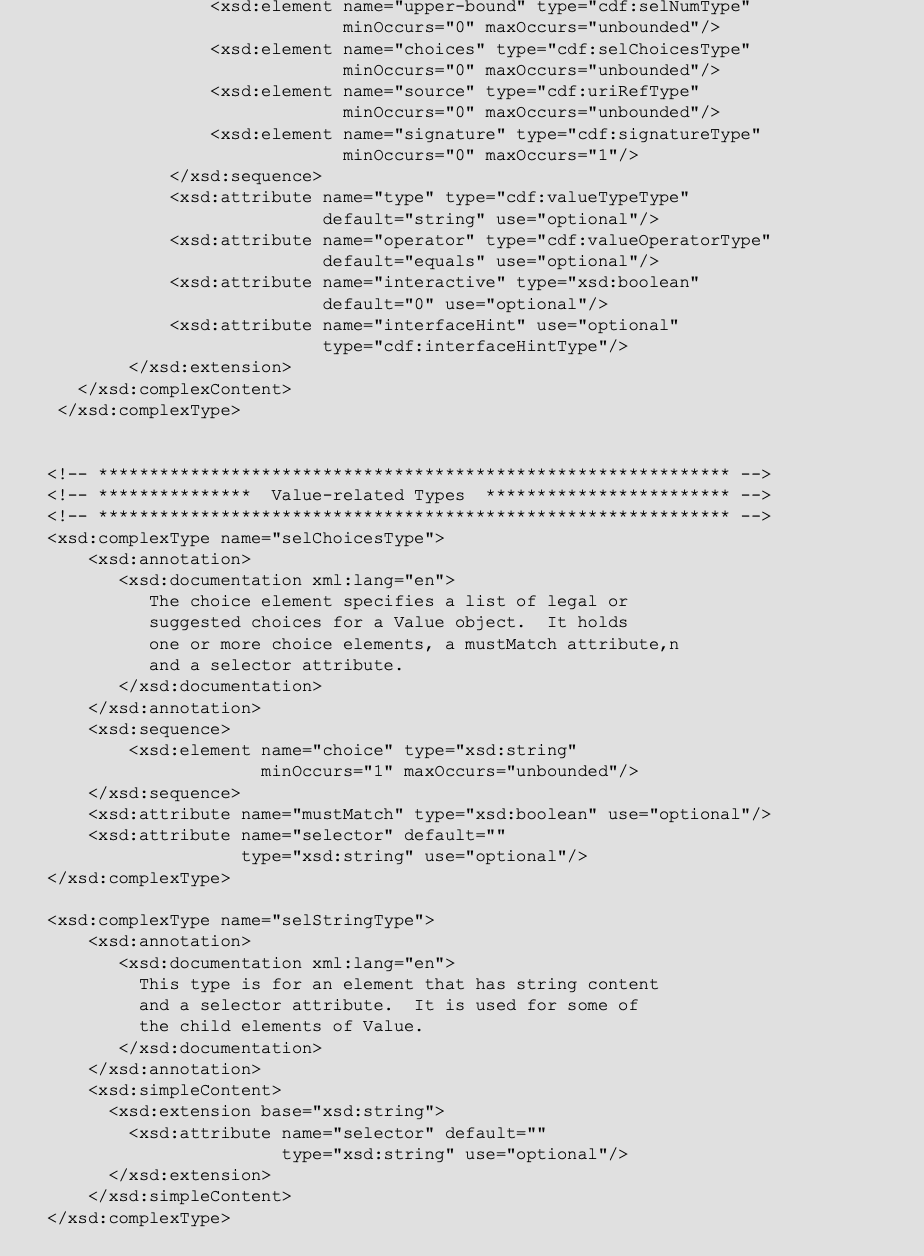 <xsd:element name="upper-bound" type="cdf:selNumType"
minOccurs="0" maxOccurs="unbounded"/>
<xsd:element name="choices" type="cdf:selChoicesType"
minOccurs="0" maxOccurs="unbounded"/>
<xsd:element name="source" type="cdf:uriRefType"
minOccurs="0" maxOccurs="unbounded"/>
<xsd:element name="signature" type="cdf:signatureType"
minOccurs="0" maxOccurs="1"/>
</xsd:sequence>
<xsd:attribute name="type" type="cdf:valueTypeType"
default="string" use="optional"/>
<xsd:attribute name="operator" type="cdf:valueOperatorType"
default="equals" use="optional"/>
<xsd:attribute name="interactive" type="xsd:boolean"
default="0" use="optional"/>
<xsd:attribute name="interfaceHint" use="optional"
type="cdf:interfaceHintType"/>
</xsd:extension>
</xsd:complexContent>
</xsd:complexType>
<!-- ************************************************************** -->
<!-- *************** Value-related Types ************************ -->
<!-- ************************************************************** -->
<xsd:complexType name="selChoicesType">
<xsd:annotation>
<xsd:documentation xml:lang="en">
The choice element specifies a list of legal or
suggested choices for a Value object. It holds
one or more choice elements, a mustMatch attribute,n
and a selector attribute.
</xsd:documentation>
</xsd:annotation>
<xsd:sequence>
<xsd:element name="choice" type="xsd:string"
minOccurs="1" maxOccurs="unbounded"/>
</xsd:sequence>
<xsd:attribute name="mustMatch" type="xsd:boolean" use="optional"/>
<xsd:attribute name="selector" default=""
type="xsd:string" use="optional"/>
</xsd:complexType>
<xsd:complexType name="selStringType">
<xsd:annotation>
<xsd:documentation xml:lang="en">
This type is for an element that has string content
and a selector attribute. It is used for some of
the child elements of Value.
</xsd:documentation>
</xsd:annotation>
<xsd:simpleContent>
<xsd:extension base="xsd:string">
<xsd:attribute name="selector" default=""
type="xsd:string" use="optional"/>
</xsd:extension>
</xsd:simpleContent>
</xsd:complexType>